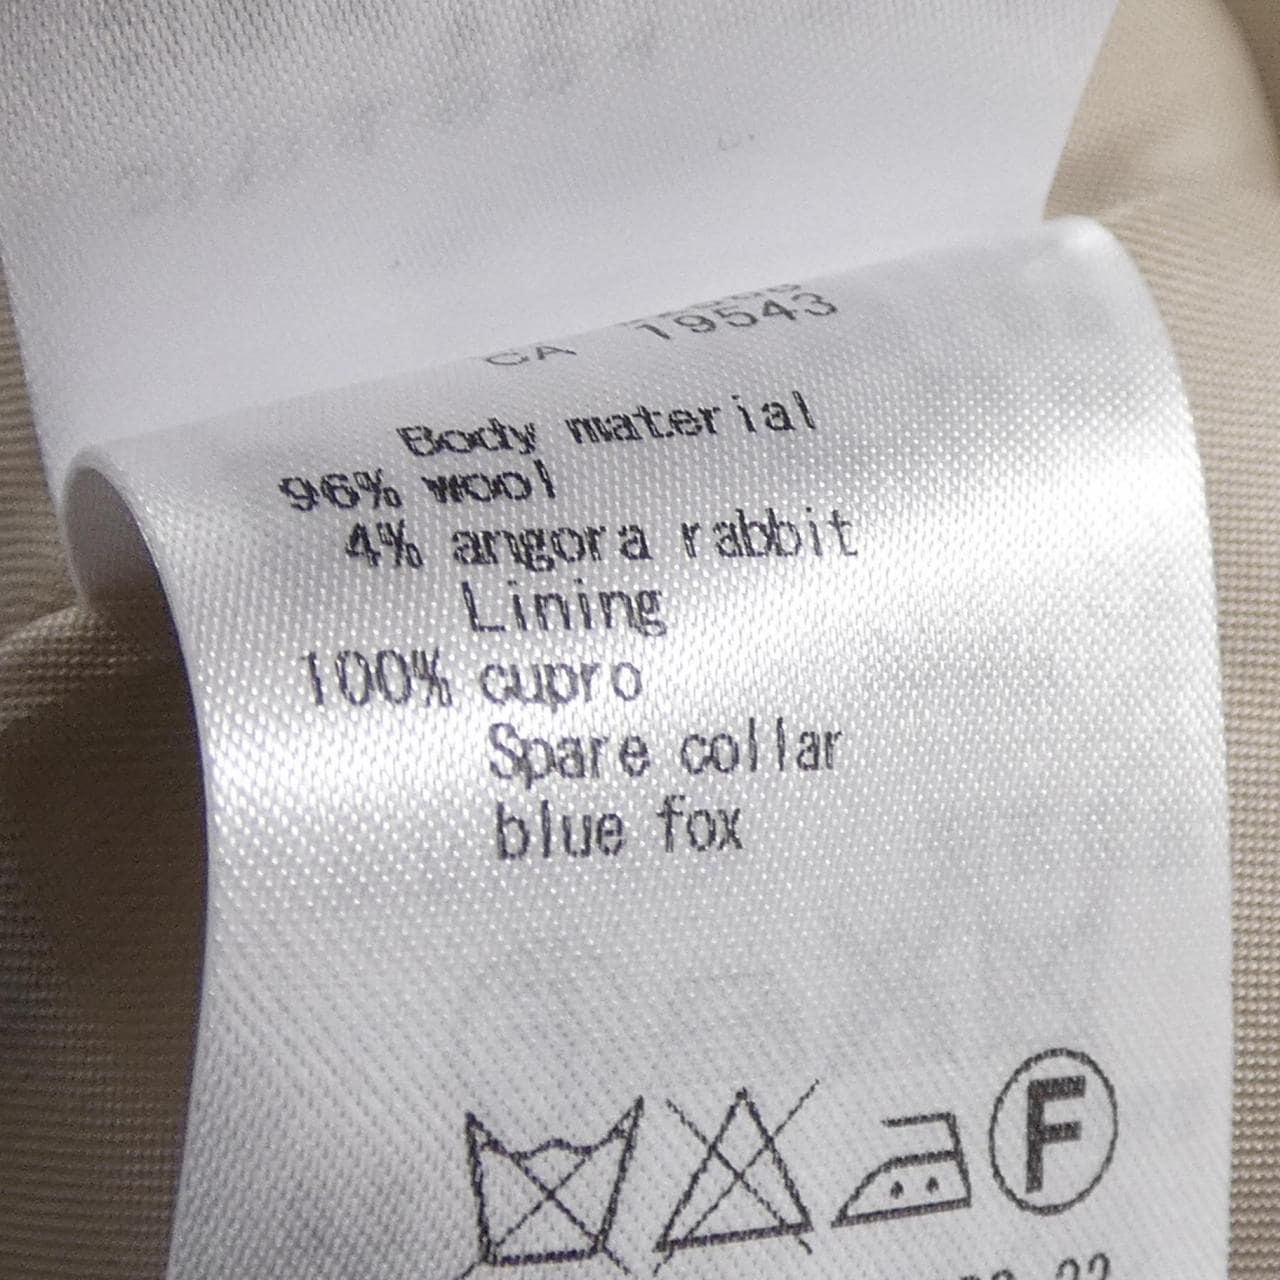 CA 19543
Body material
96% wool
4% angora rabbit
Lining
100% cupro
Spare collar
blue fox
F